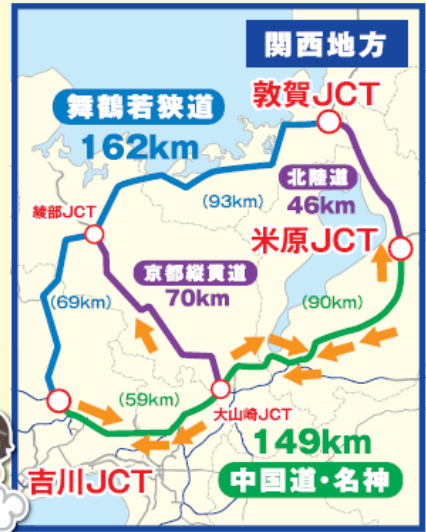 関西地方
敦賀JCT
舞鶴若狭道
162km
北陸道
46km
(93km)
綾部JCT
米原JCT
京都縦貫道
70km
(69km)
(90km)
(59km)
大山崎JCT
吉川JCT
149km
中国道・名神